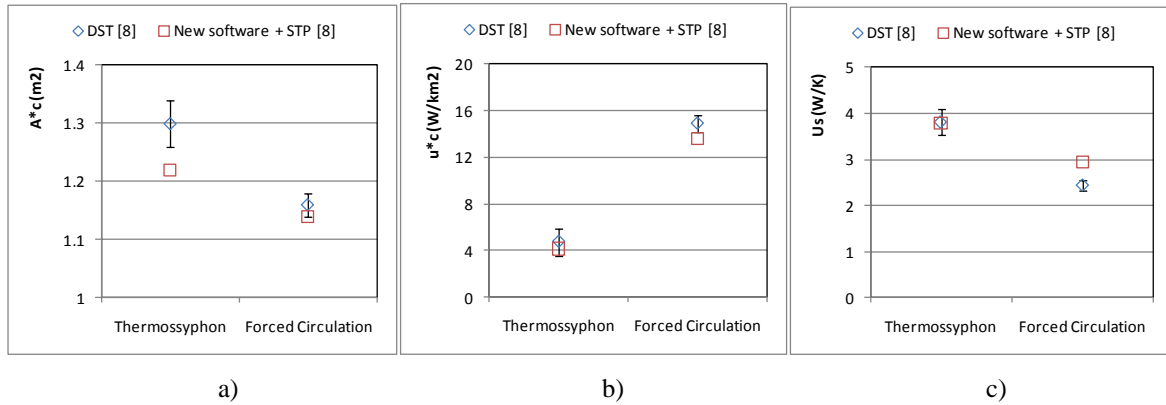 DST [8] New software + STP [8]
A*c (m2)
1.4
1.3
1.2
1.1
1
Thermossyphon Forced Circulation
a)
DST [8] New software + STP [8]
u*c (W/km2)
20
16
12
8
4
0
Thermossyphon Forced Circulation
b)
DST [8] New software + STP [8]
Us (W/K)
5
4
3
2
1
0
Thermossyphon Forced Circulation
c)